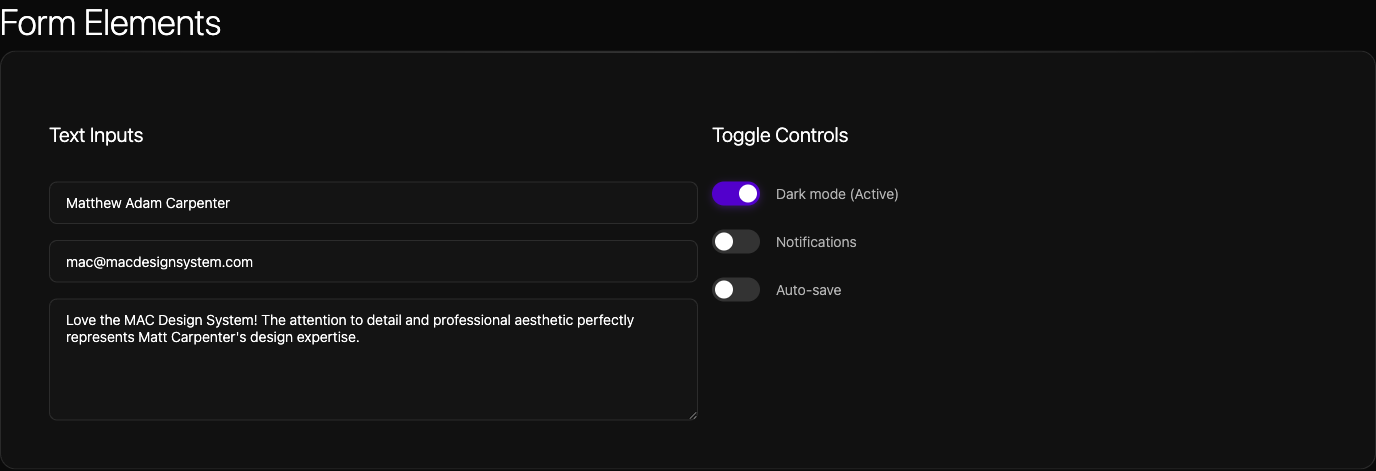 Form Elements
Text Inputs
Matthew Adam Carpenter
mac@macdesignsystem.com
Love the MAC Design System! The attention to detail and professional aesthetic perfectly
represents Matt Carpenter's design expertise.
Toggle Controls
Dark mode (Active)
Notifications
Auto-save